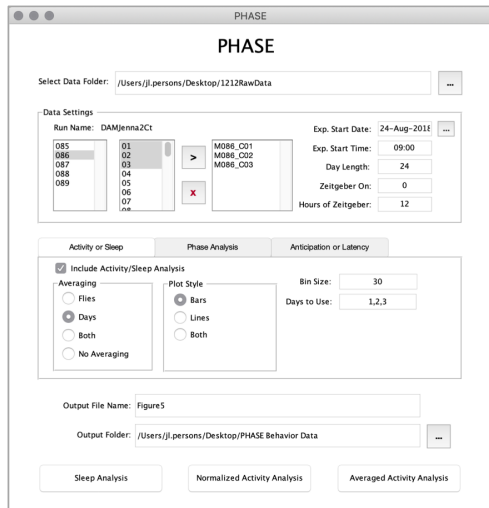 PHASE
PHASE
Select Data Folder: /Users/jl.persons/Desktop/1212RawData ...
Data Settings
Run Name: DAMJenna2Ct
085
086
087
088
089
01
02
03
04
05
06
07
>
x
M086_C01
M086_C02
M086_C03
Exp. Start Date: 24-Aug-2018 ...
Exp. Start Time: 09:00
Day Length: 24
Zeitgeber On: 0
Hours of Zeitgeber: 12
Activity or Sleep Phase Analysis Anticipation or Latency
Include Activity/Sleep Analysis
Averaging
Flies
Days
Both
No Averaging
Plot Style
Bars
Lines
Both
Bin Size: 30
Days to Use: 1,2,3
Output File Name: Figure5
Output Folder: /Users/jl.persons/Desktop/PHASE Behavior Data ...
Sleep Analysis Normalized Activity Analysis Averaged Activity Analysis